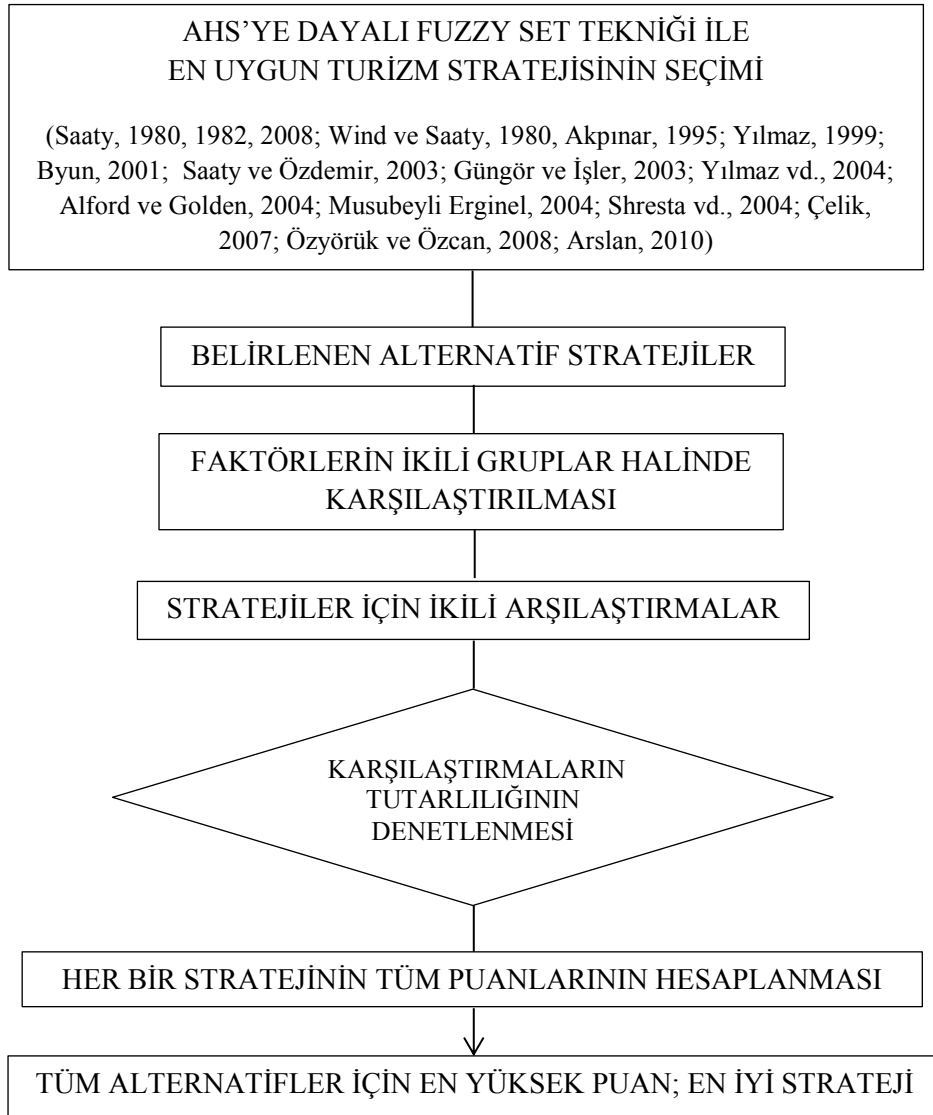 AHS’YE DAYALI FUZZY SET TEKNİĞİ İLE
EN UYGUN TURİZM STRATEJİSİNİN SEÇİMİ
(Saaty, 1980, 1982, 2008; Wind ve Saaty, 1980, Akpınar, 1995; Yılmaz, 1999;
Byun, 2001; Saaty ve Özdemir, 2003; Güngör ve İşler, 2003; Yılmaz vd., 2004;
Alford ve Golden, 2004; Musubeyli Erginel, 2004; Shresta vd., 2004; Çelik,
2007; Özyörük ve Özcan, 2008; Arslan, 2010)
BELİRLENEN ALTERNATİF STRATEJİLER
FAKTÖRLERİN İKİLİ GRUPLAR HALİNDE
KARŞILAŞTIRILMASI
STRATEJİLER İÇİN İKİLİ ARŞILAŞTIRMALAR
KARŞILAŞTIRMALARIN
TUTARLILIĞININ
DENETLENMESİ
HER BİR STRATEJİNİN TÜM PUANLARININ HESAPLANMASI
TÜM ALTERNATİFLER İÇİN EN YÜKSEK PUAN; EN İYİ STRATEJİ